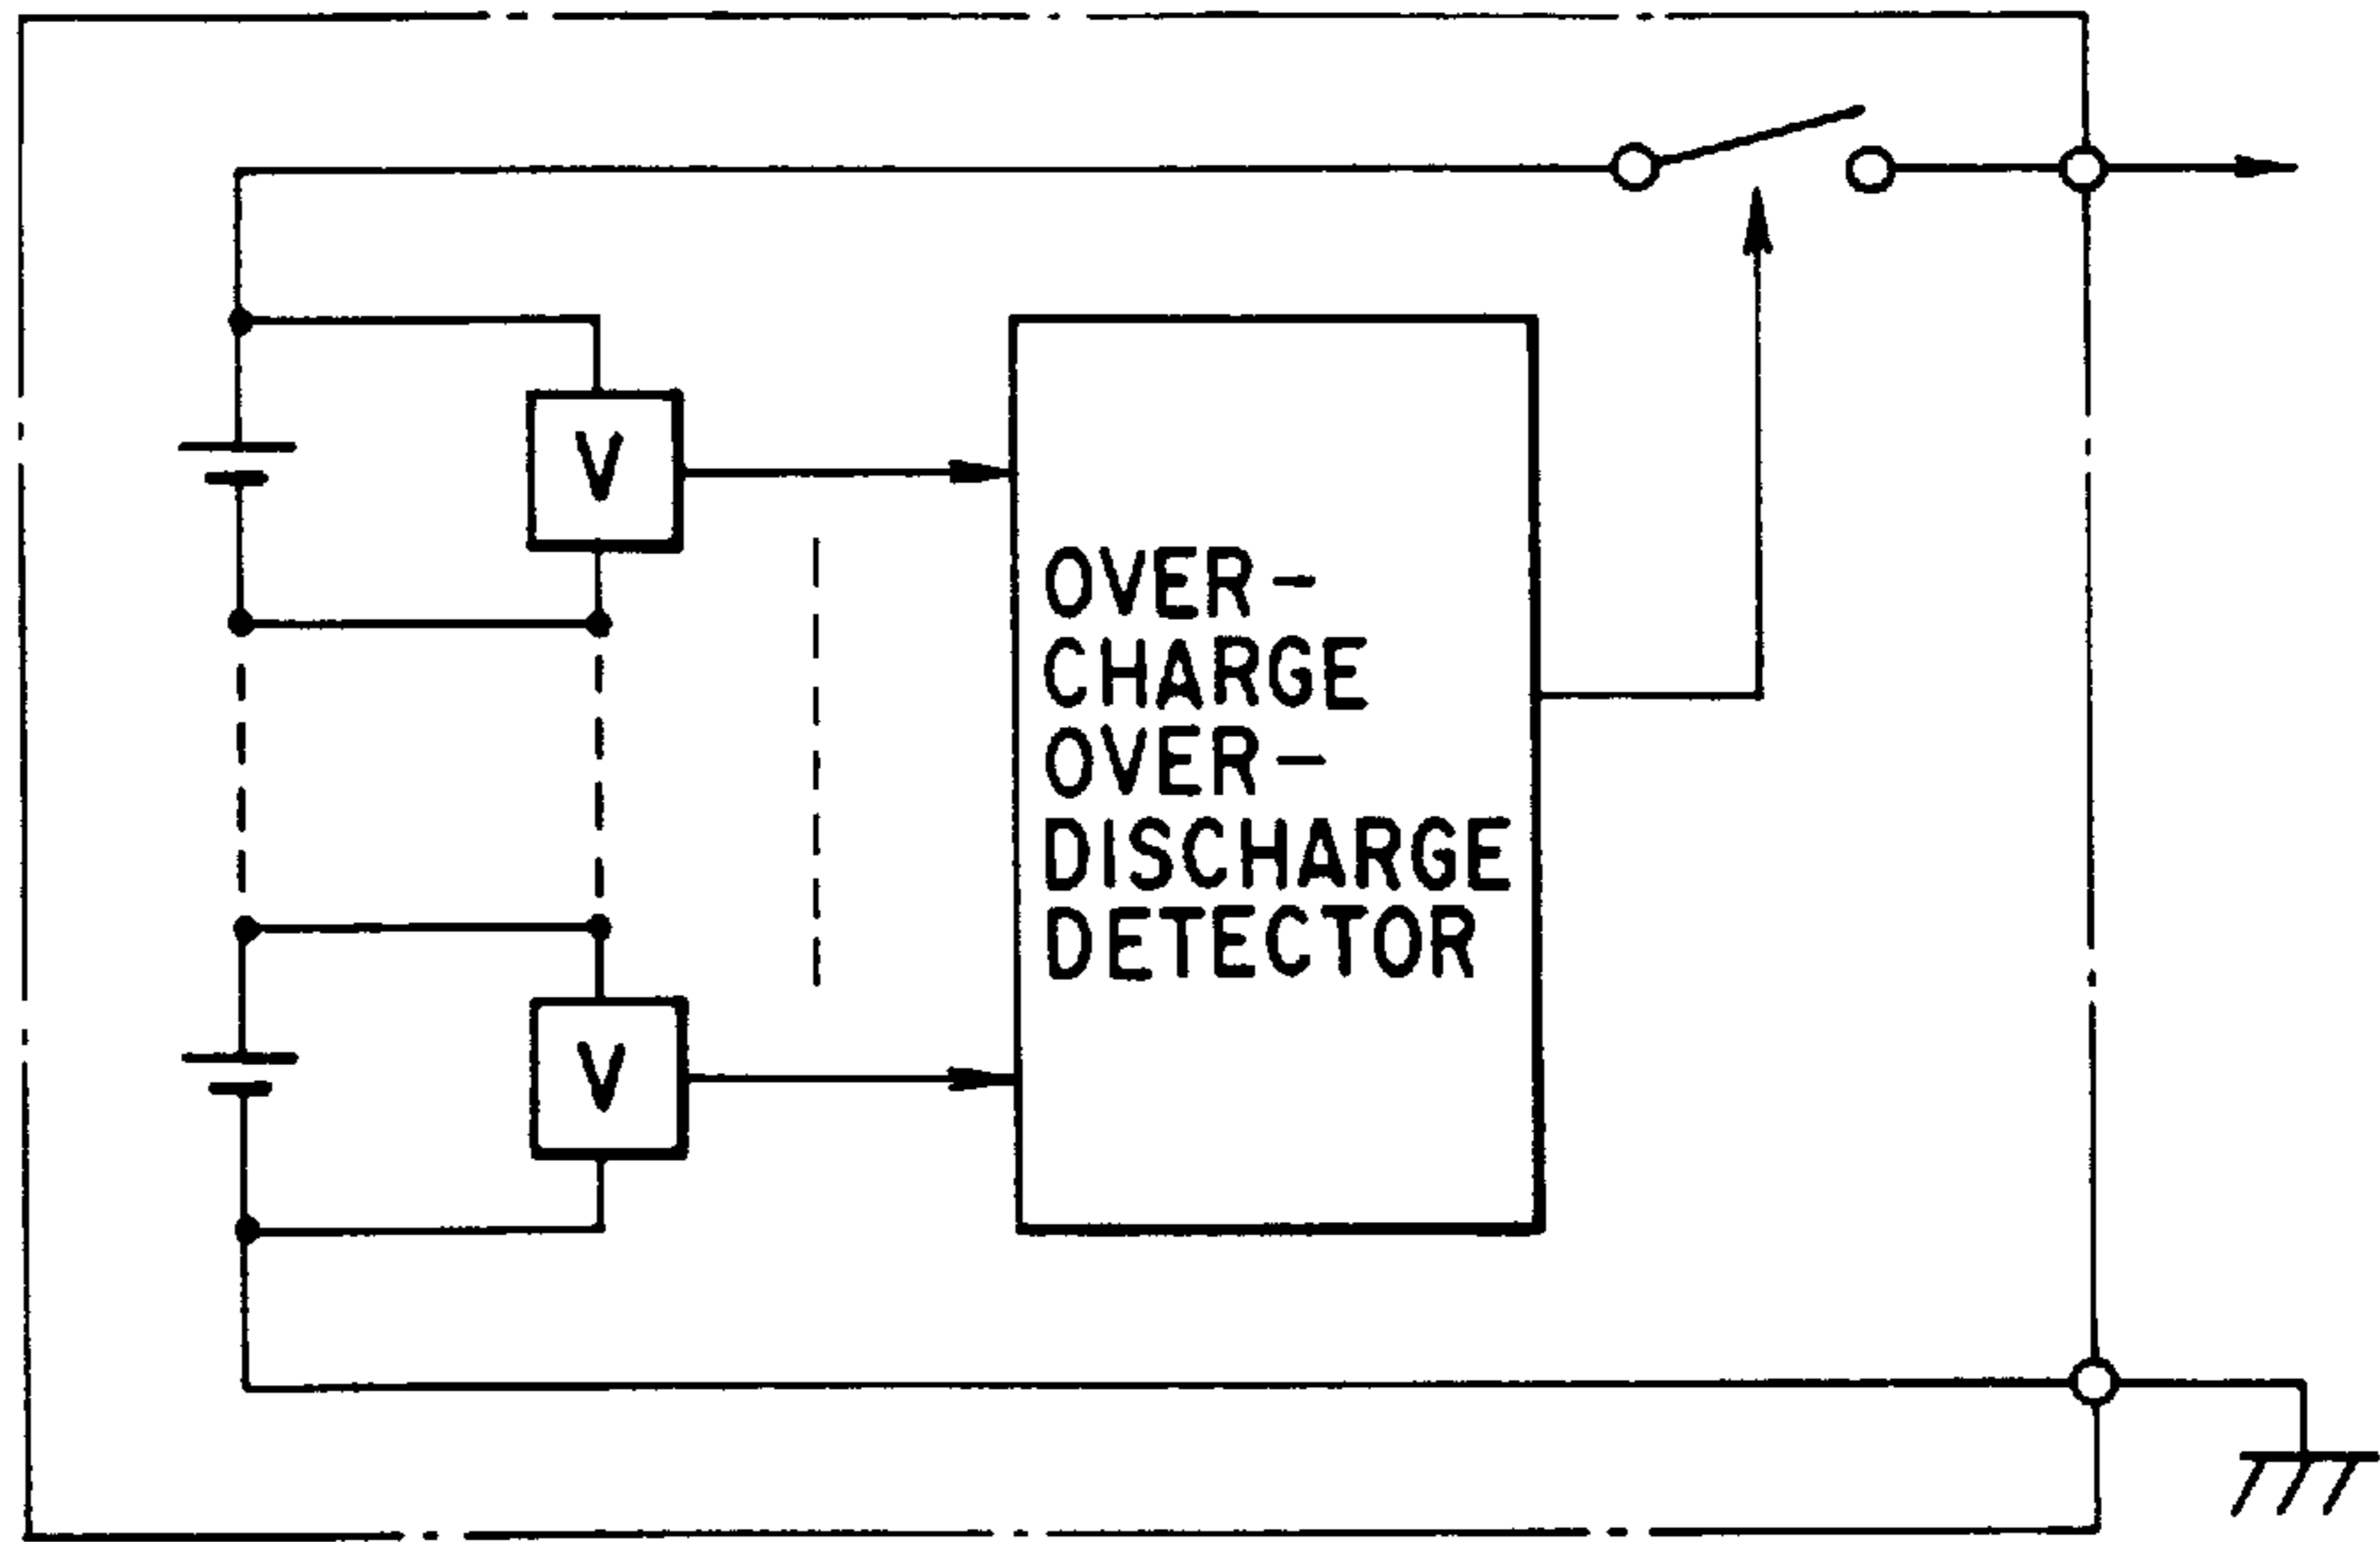 V
OVER-
CHARGE
OVER-
DISCHARGE
DETECTOR
V